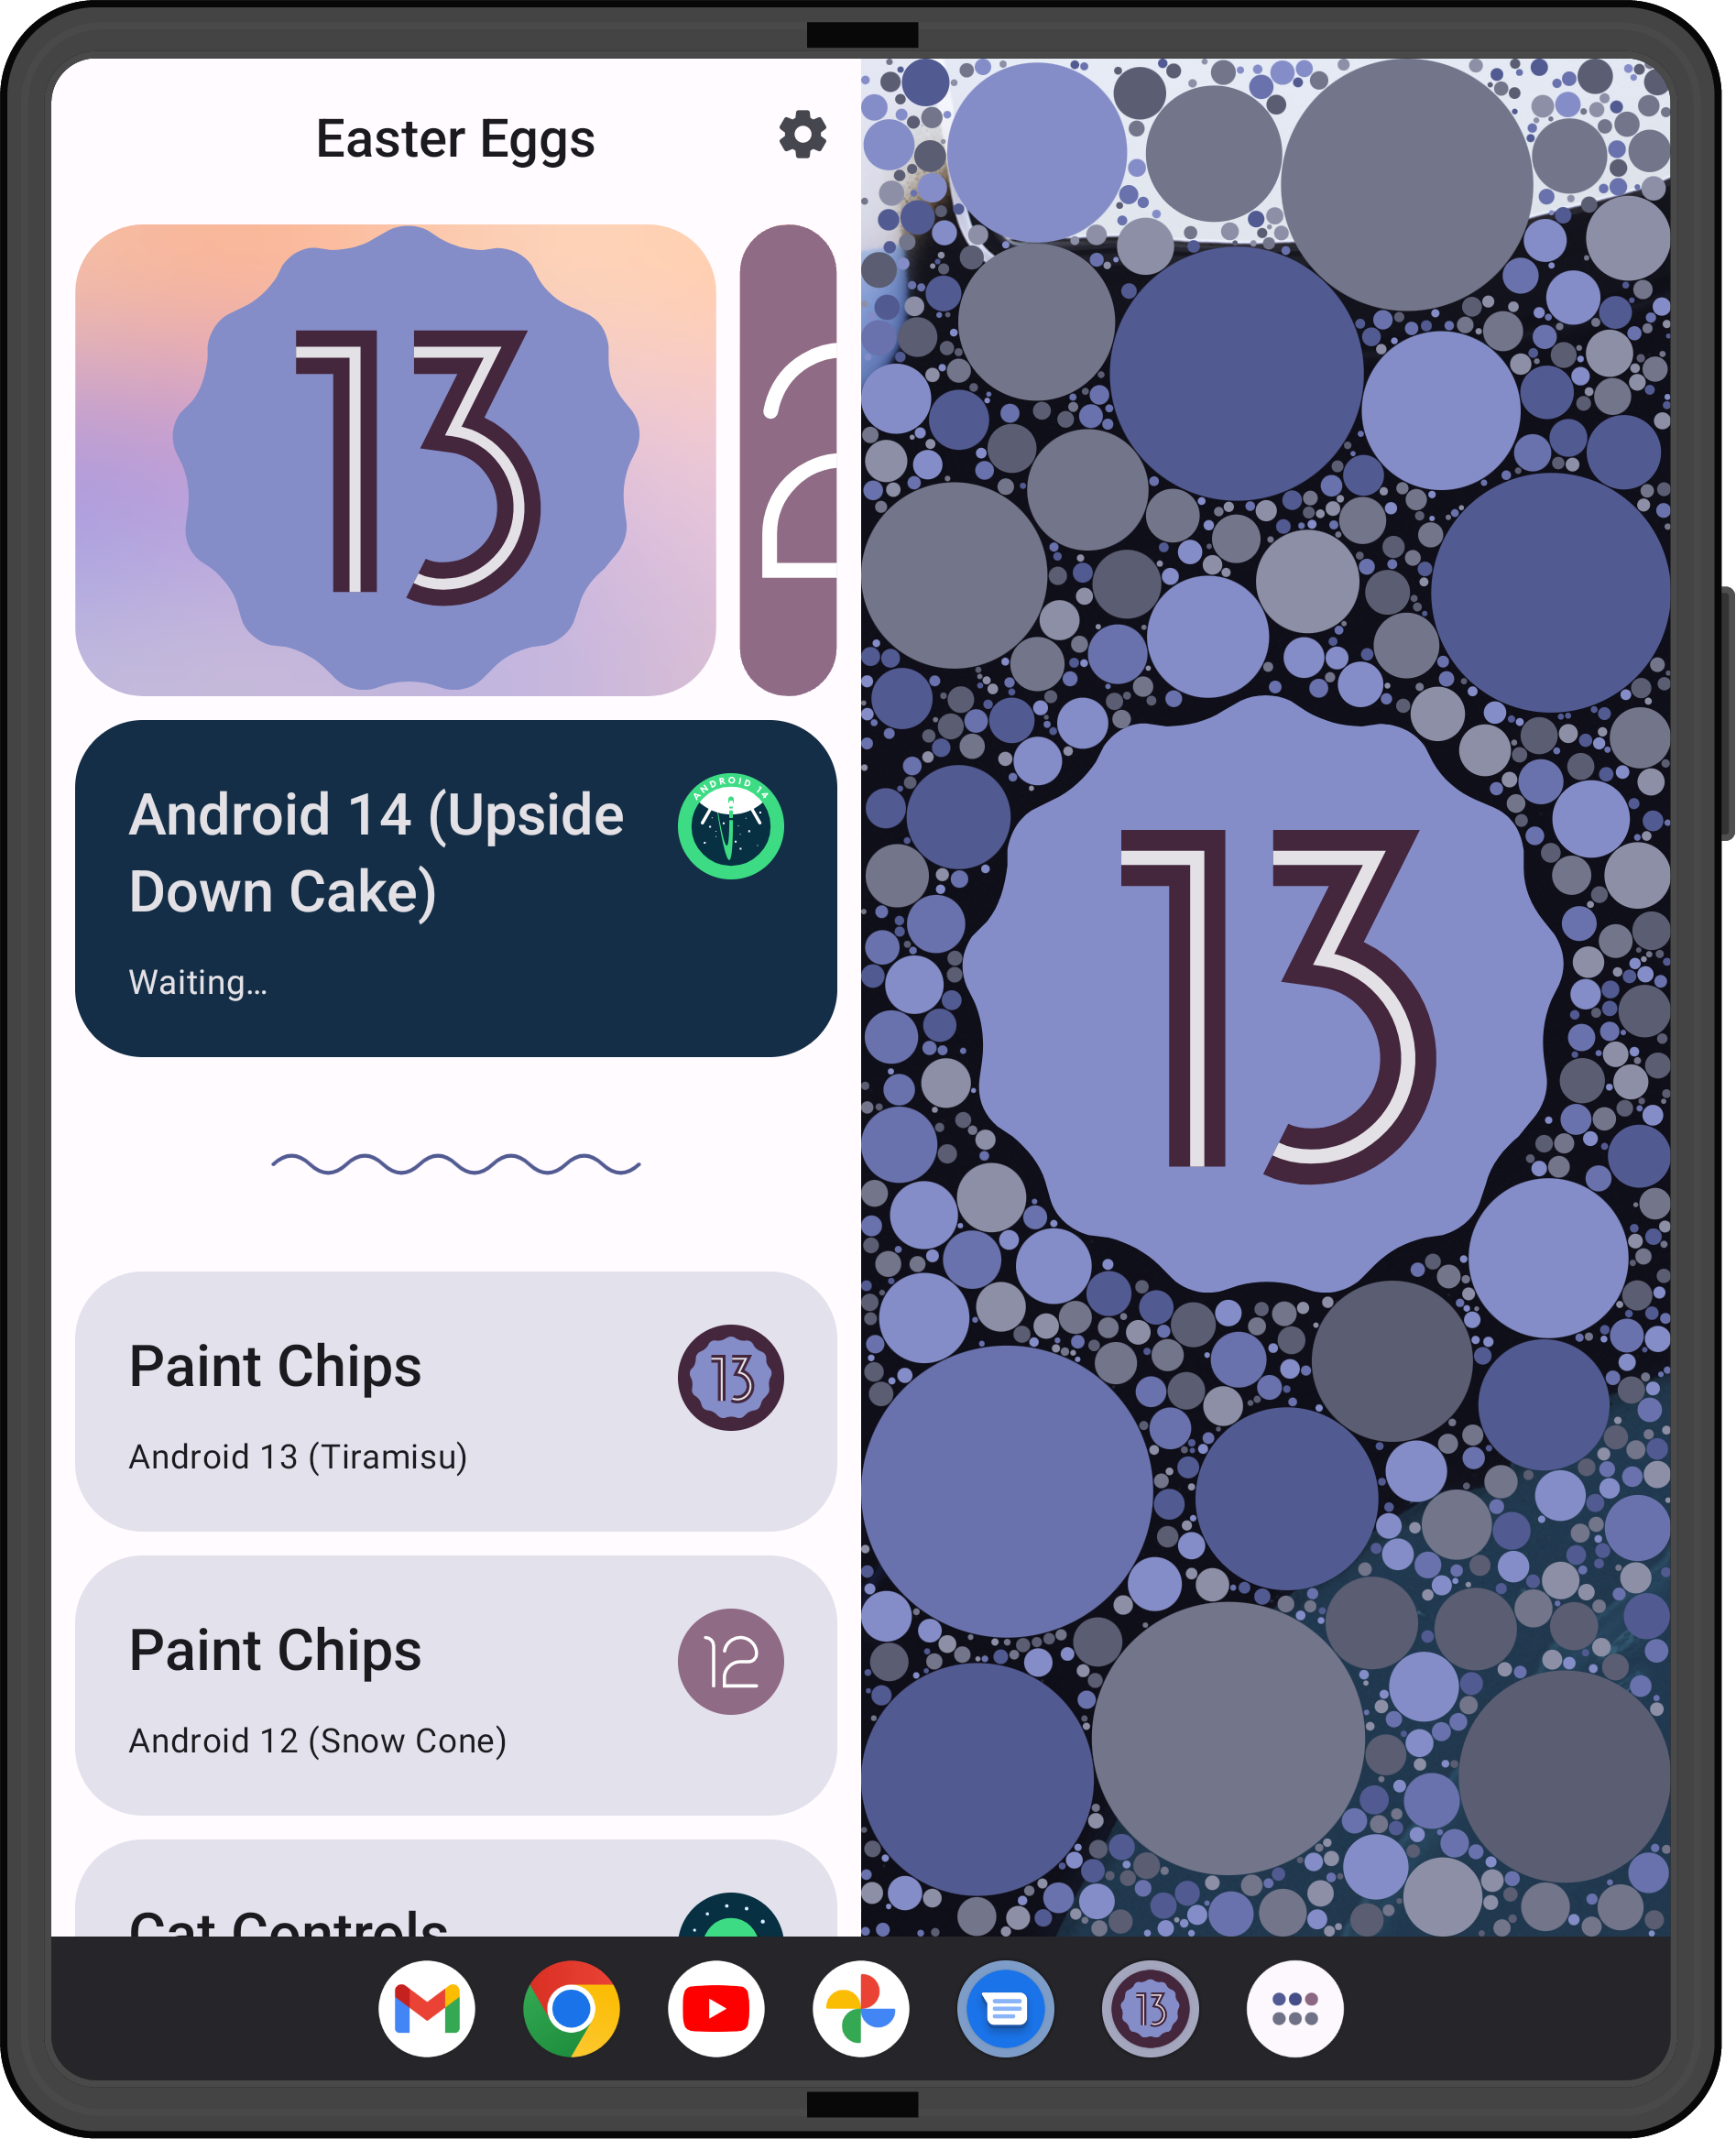 Easter Eggs
13
12
Android 14 (Upside
Down Cake)
ANDROID 14
Waiting…
Paint Chips
13
Android 13 (Tiramisu)
Paint Chips
12
Android 12 (Snow Cone)
Cat Controls
13
13